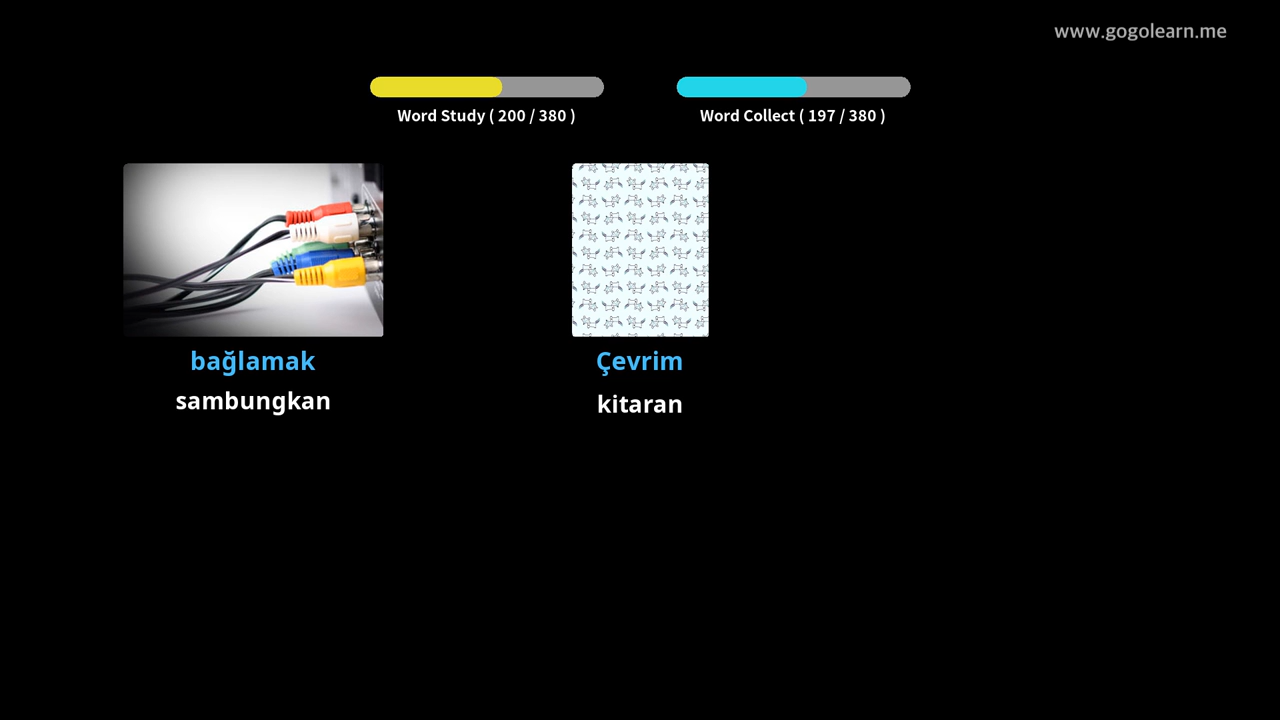 www.gogolearn.me
Word Study ( 200 / 380 )
Word Collect ( 197 / 380 )
bağlamak
sambungkan
Çevrim
kitaran